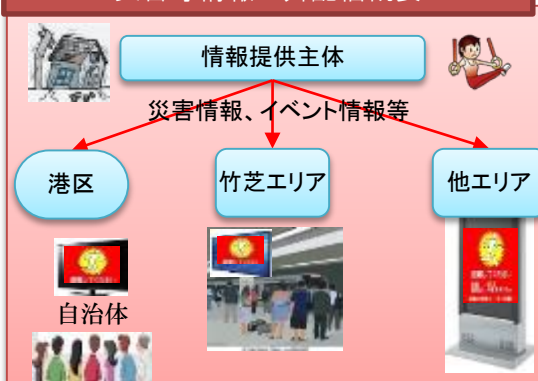 情報提供主体
災害情報、イベント情報等
港区
竹芝エリア
他エリア
自治体